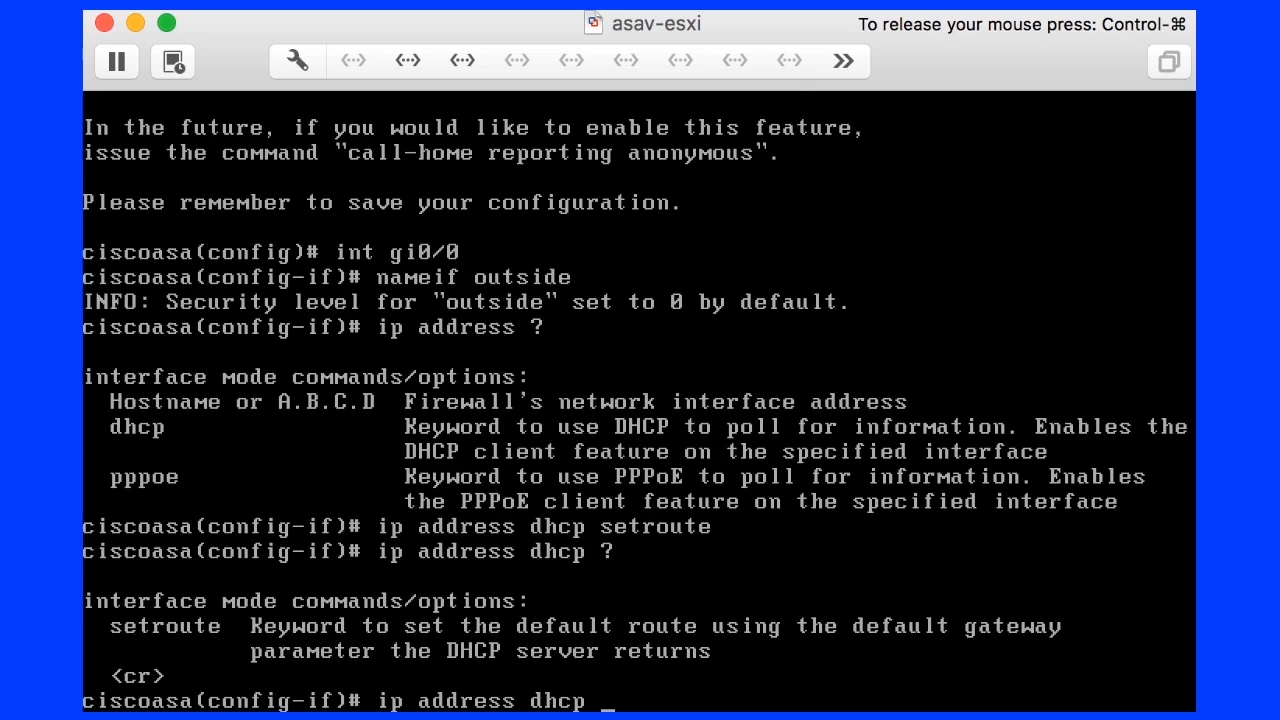 asav-esxi
To release your mouse press: Control-⌘
In the future, if you would like to enable this feature,
issue the command "call-home reporting anonymous".
Please remember to save your configuration.
ciscoasa(config)# int gi0/0
ciscoasa(config-if)# nameif outside
INFO: Security level for "outside" set to 0 by default.
ciscoasa(config-if)# ip address ?
interface mode commands/options:
  Hostname or A.B.C.D  Firewall's network interface address
  dhcp                 Keyword to use DHCP to poll for information. Enables the
                       DHCP client feature on the specified interface
  pppoe                Keyword to use PPPoE to poll for information. Enables
                       the PPPoE client feature on the specified interface
ciscoasa(config-if)# ip address dhcp setroute
ciscoasa(config-if)# ip address dhcp ?
interface mode commands/options:
  setroute  Keyword to set the default route using the default gateway
            parameter the DHCP server returns
  <cr>
ciscoasa(config-if)# ip address dhcp _